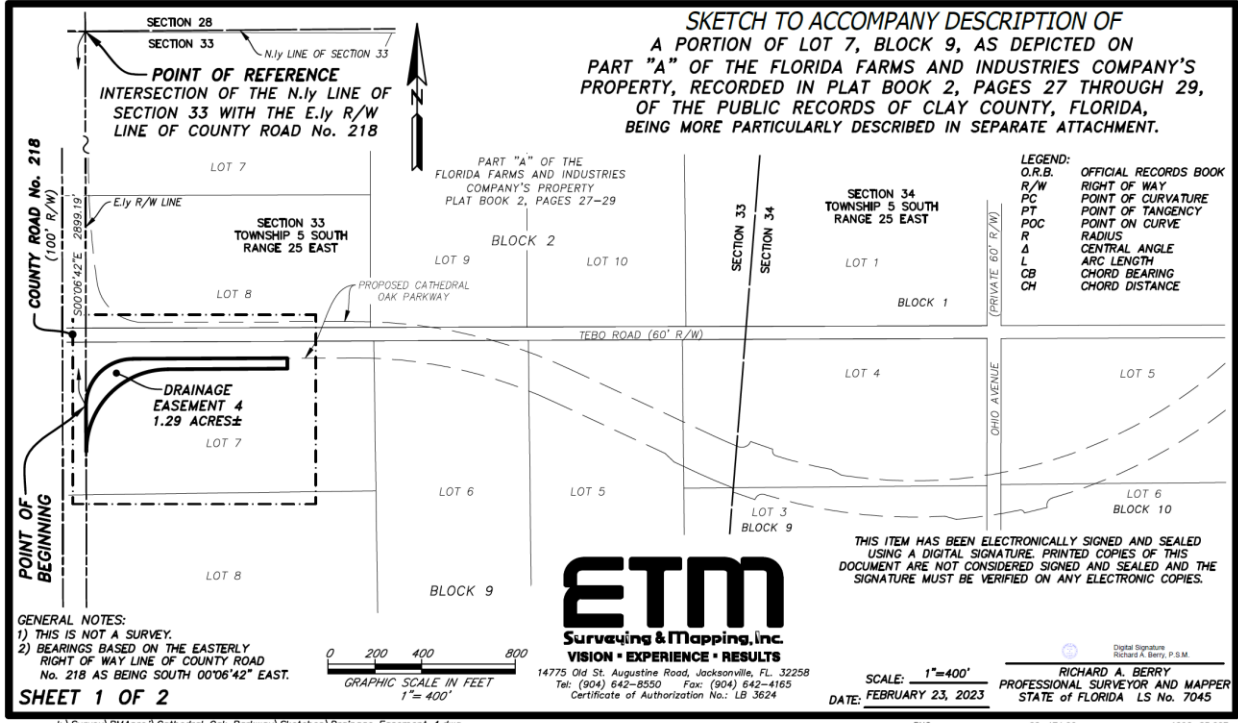 SECTION 28
SECTION 33
N.ly LINE OF SECTION 33
POINT OF REFERENCE
INTERSECTION OF THE N.ly LINE OF
SECTION 33 WITH THE E.ly R/W
LINE OF COUNTY ROAD No. 218
N
SKETCH TO ACCOMPANY DESCRIPTION OF
A PORTION OF LOT 7, BLOCK 9, AS DEPICTED ON
PART "A" OF THE FLORIDA FARMS AND INDUSTRIES COMPANY'S
PROPERTY, RECORDED IN PLAT BOOK 2, PAGES 27 THROUGH 29,
OF THE PUBLIC RECORDS OF CLAY COUNTY, FLORIDA,
BEING MORE PARTICULARLY DESCRIBED IN SEPARATE ATTACHMENT.
LEGEND:
O.R.B. OFFICIAL RECORDS BOOK
R/W RIGHT OF WAY
PC POINT OF CURVATURE
PT POINT OF TANGENCY
POC POINT ON CURVE
R RADIUS
Δ CENTRAL ANGLE
L ARC LENGTH
CB CHORD BEARING
CH CHORD DISTANCE
COUNTY ROAD No. 218
(100' R/W)
S00°06'42"E 2899.19'
E.ly R/W LINE
LOT 7
SECTION 33
TOWNSHIP 5 SOUTH
RANGE 25 EAST
LOT 8
PART "A" OF THE
FLORIDA FARMS AND INDUSTRIES
COMPANY'S PROPERTY
PLAT BOOK 2, PAGES 27-29
BLOCK 2
LOT 9
LOT 10
PROPOSED CATHEDRAL
OAK PARKWAY
SECTION 33
SECTION 34
SECTION 34
TOWNSHIP 5 SOUTH
RANGE 25 EAST
LOT 1
BLOCK 1
(PRIVATE 60' R/W)
OHIO AVENUE
TEBO ROAD (60' R/W)
DRAINAGE
EASEMENT 4
1.29 ACRES±
LOT 7
LOT 4
LOT 5
POINT OF
BEGINNING
LOT 6
LOT 5
LOT 3
BLOCK 9
LOT 6
BLOCK 10
LOT 8
BLOCK 9
THIS ITEM HAS BEEN ELECTRONICALLY SIGNED AND SEALED
USING A DIGITAL SIGNATURE. PRINTED COPIES OF THIS
DOCUMENT ARE NOT CONSIDERED SIGNED AND SEALED AND THE
SIGNATURE MUST BE VERIFIED ON ANY ELECTRONIC COPIES.
GENERAL NOTES:
1) THIS IS NOT A SURVEY.
2) BEARINGS BASED ON THE EASTERLY
RIGHT OF WAY LINE OF COUNTY ROAD
No. 218 AS BEING SOUTH 00°06'42" EAST.
SHEET 1 OF 2
0 200 400 800
GRAPHIC SCALE IN FEET
1"= 400'
ETM
Surveying & Mapping, Inc.
VISION • EXPERIENCE • RESULTS
14775 Old St. Augustine Road, Jacksonville, FL. 32258
Tel: (904) 642-8550 Fax: (904) 642-4165
Certificate of Authorization No.: LB 3624
SCALE: 1"=400'
DATE: FEBRUARY 23, 2023
Digital Signature
Richard A. Berry, P.S.M.
RICHARD A. BERRY
PROFESSIONAL SURVEYOR AND MAPPER
STATE of FLORIDA LS No. 7045